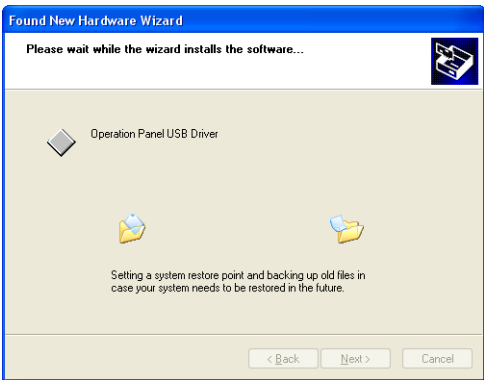 Found New Hardware Wizard
Please wait while the wizard installs the software...
Operation Panel USB Driver
Setting a system restore point and backing up old files in
case your system needs to be restored in the future.
< Back Next > Cancel